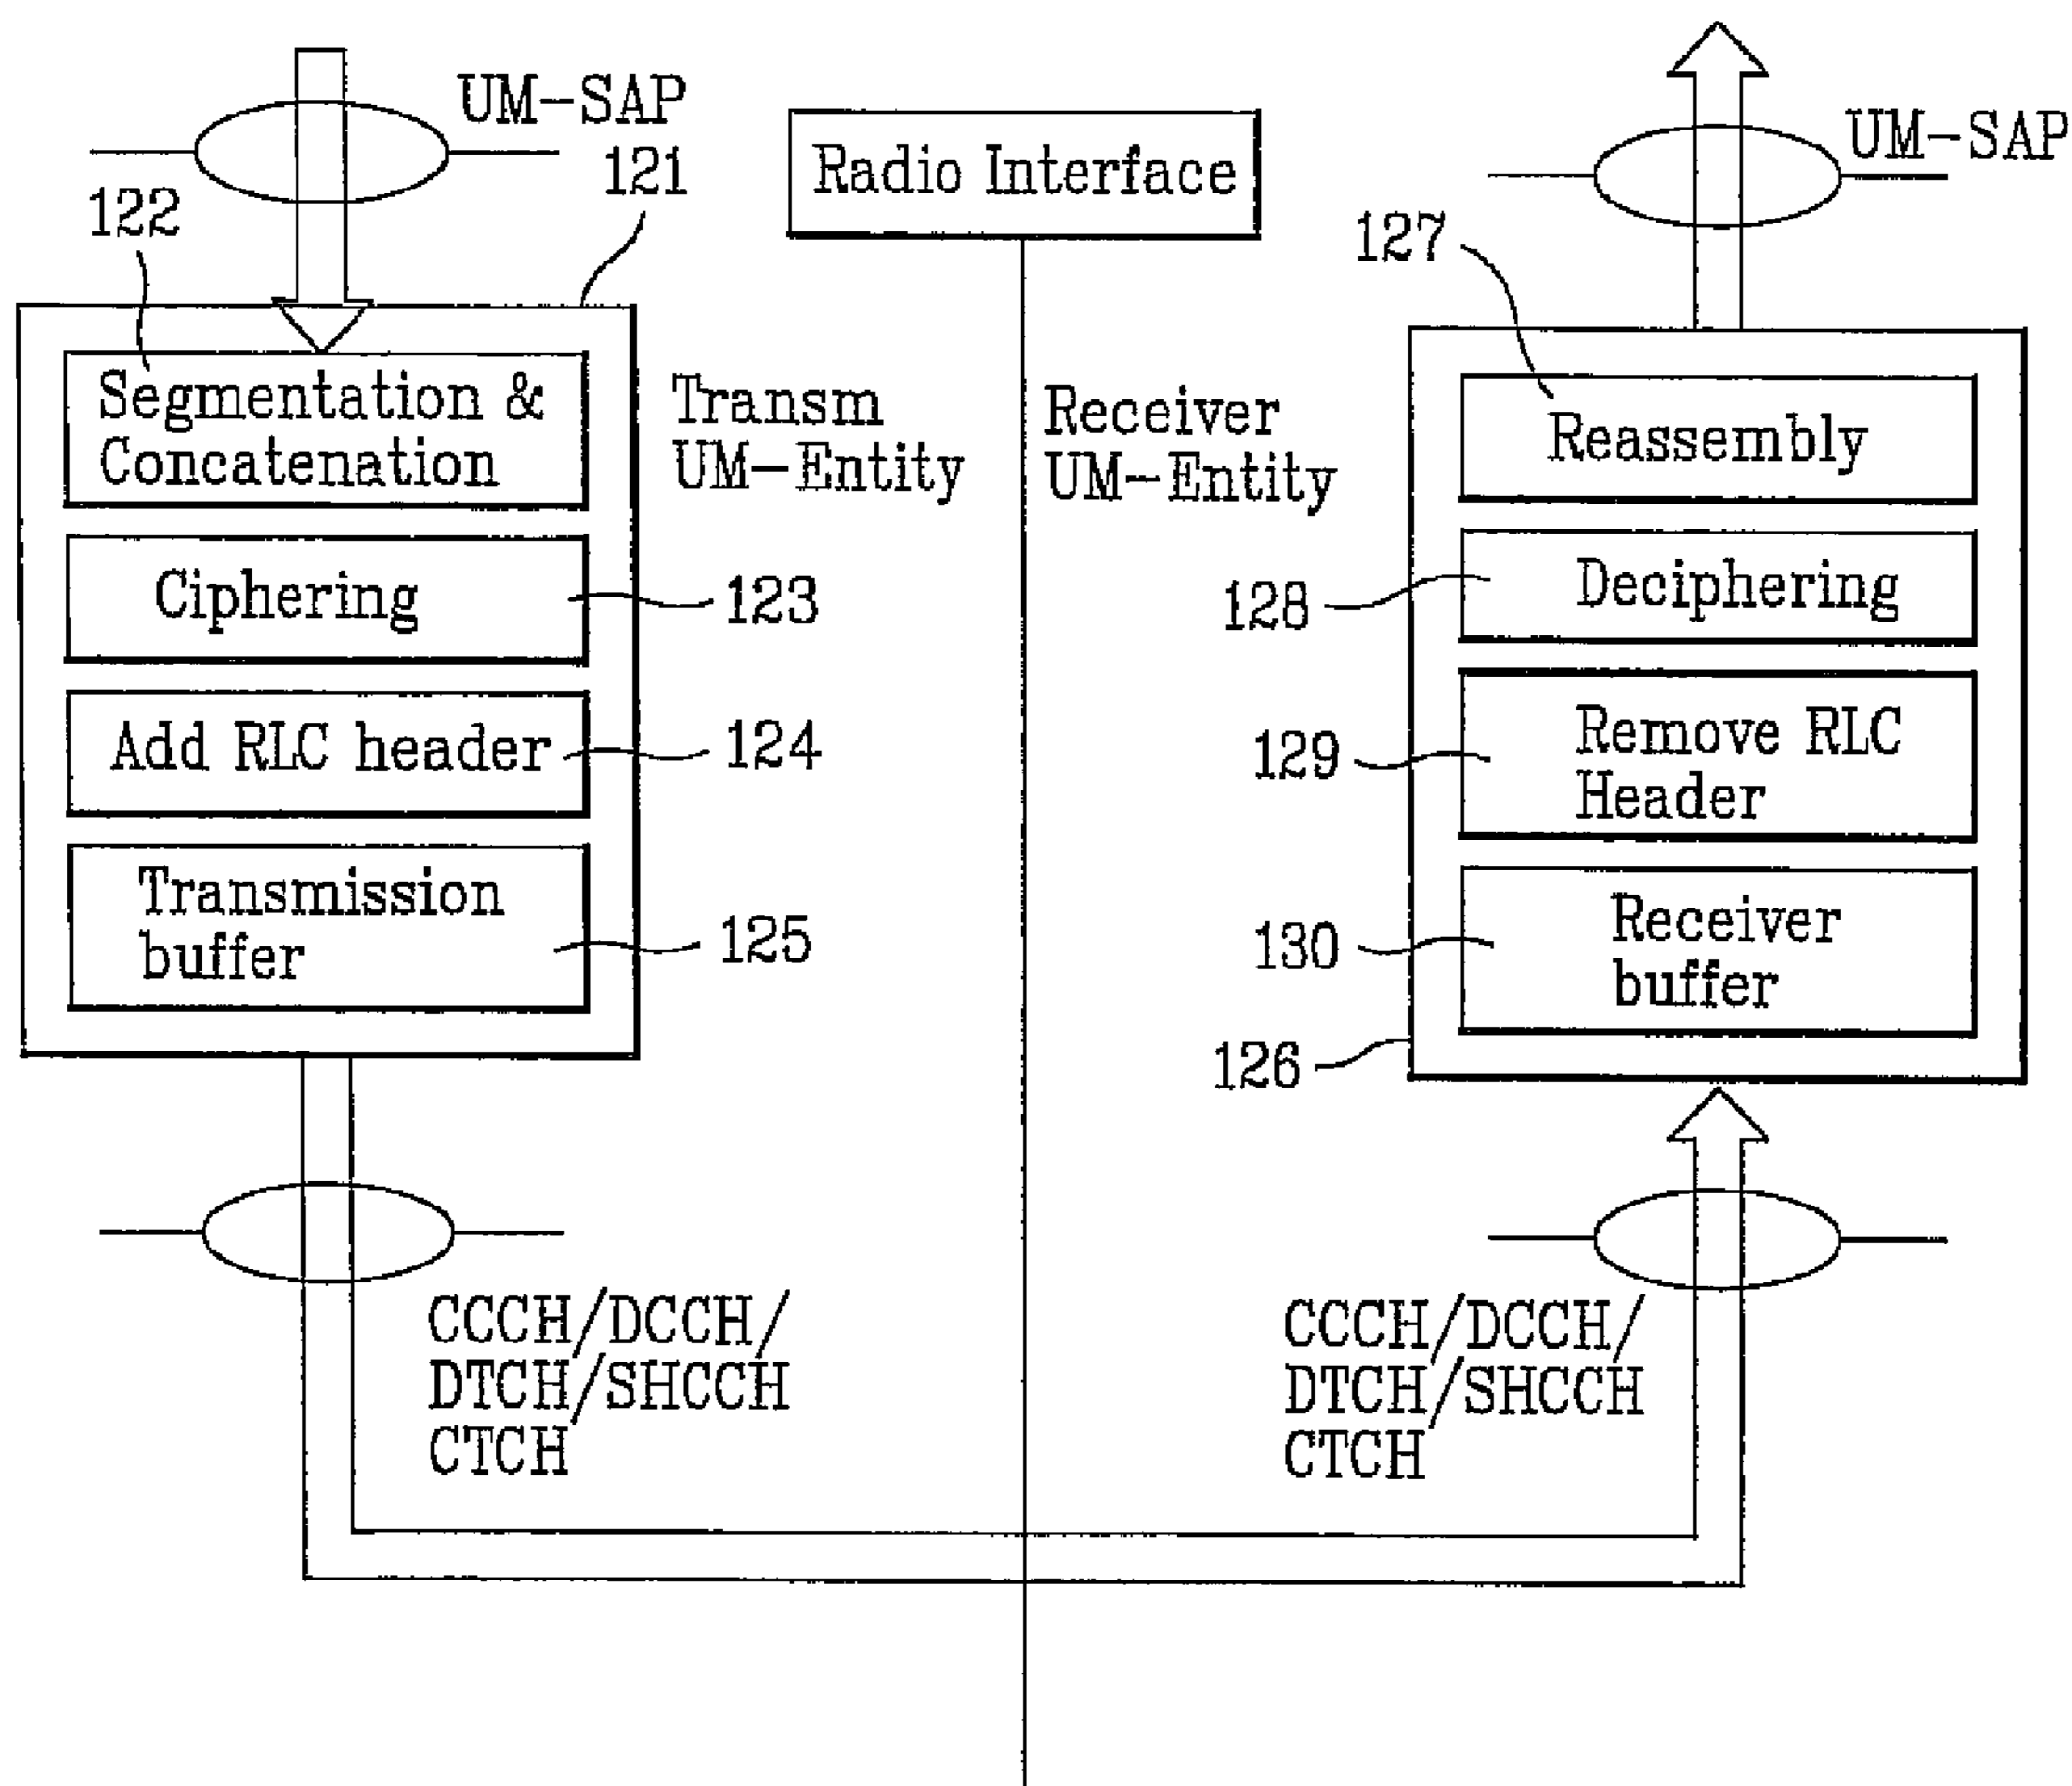 UM-SAP
121
122
Segmentation &
Concatenation
Ciphering
123
Add RLC header
124
Transmission
buffer
125
Transm
UM-Entity
CCCH/DCCH/
DTCH/SHCCH
CTCH
Radio Interface
Receiver
UM-Entity
UM-SAP
127
Reassembly
128
Deciphering
129
Remove RLC
Header
130
Receiver
buffer
126
CCCH/DCCH/
DTCH/SHCCH
CTCH